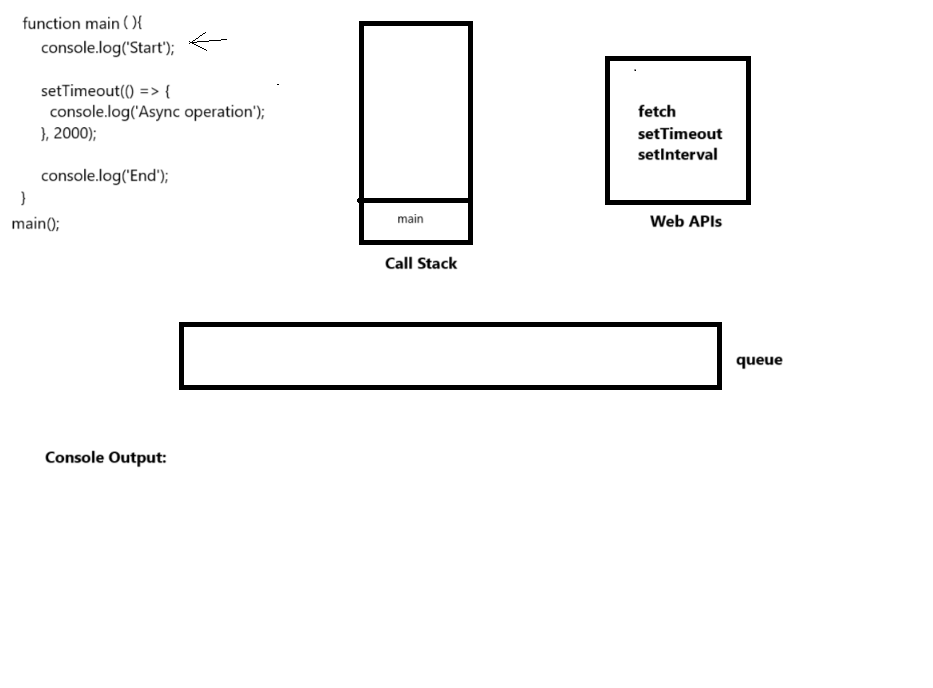 function main ( ){
console.log('Start');
setTimeout(() => {
console.log('Async operation');
}, 2000);
console.log('End');
}
main();
main
Call Stack
fetch
setTimeout
setInterval
Web APIs
queue
Console Output: